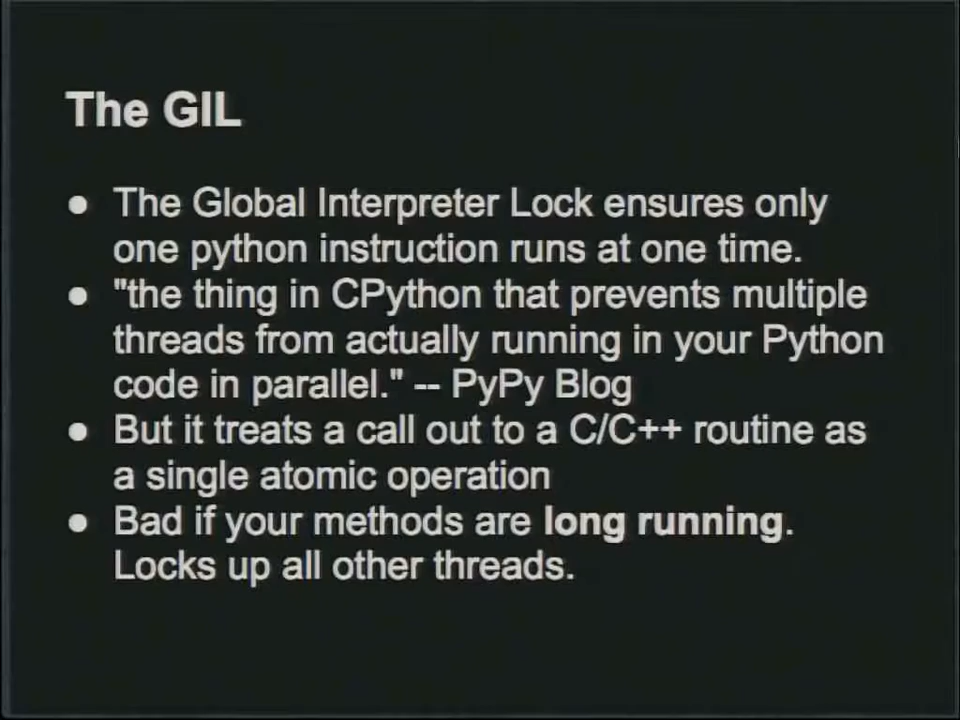 The GIL
● The Global Interpreter Lock ensures only
one python instruction runs at one time.
● "the thing in CPython that prevents multiple
threads from actually running in your Python
code in parallel." -- PyPy Blog
● But it treats a call out to a C/C++ routine as
a single atomic operation
● Bad if your methods are long running.
Locks up all other threads.